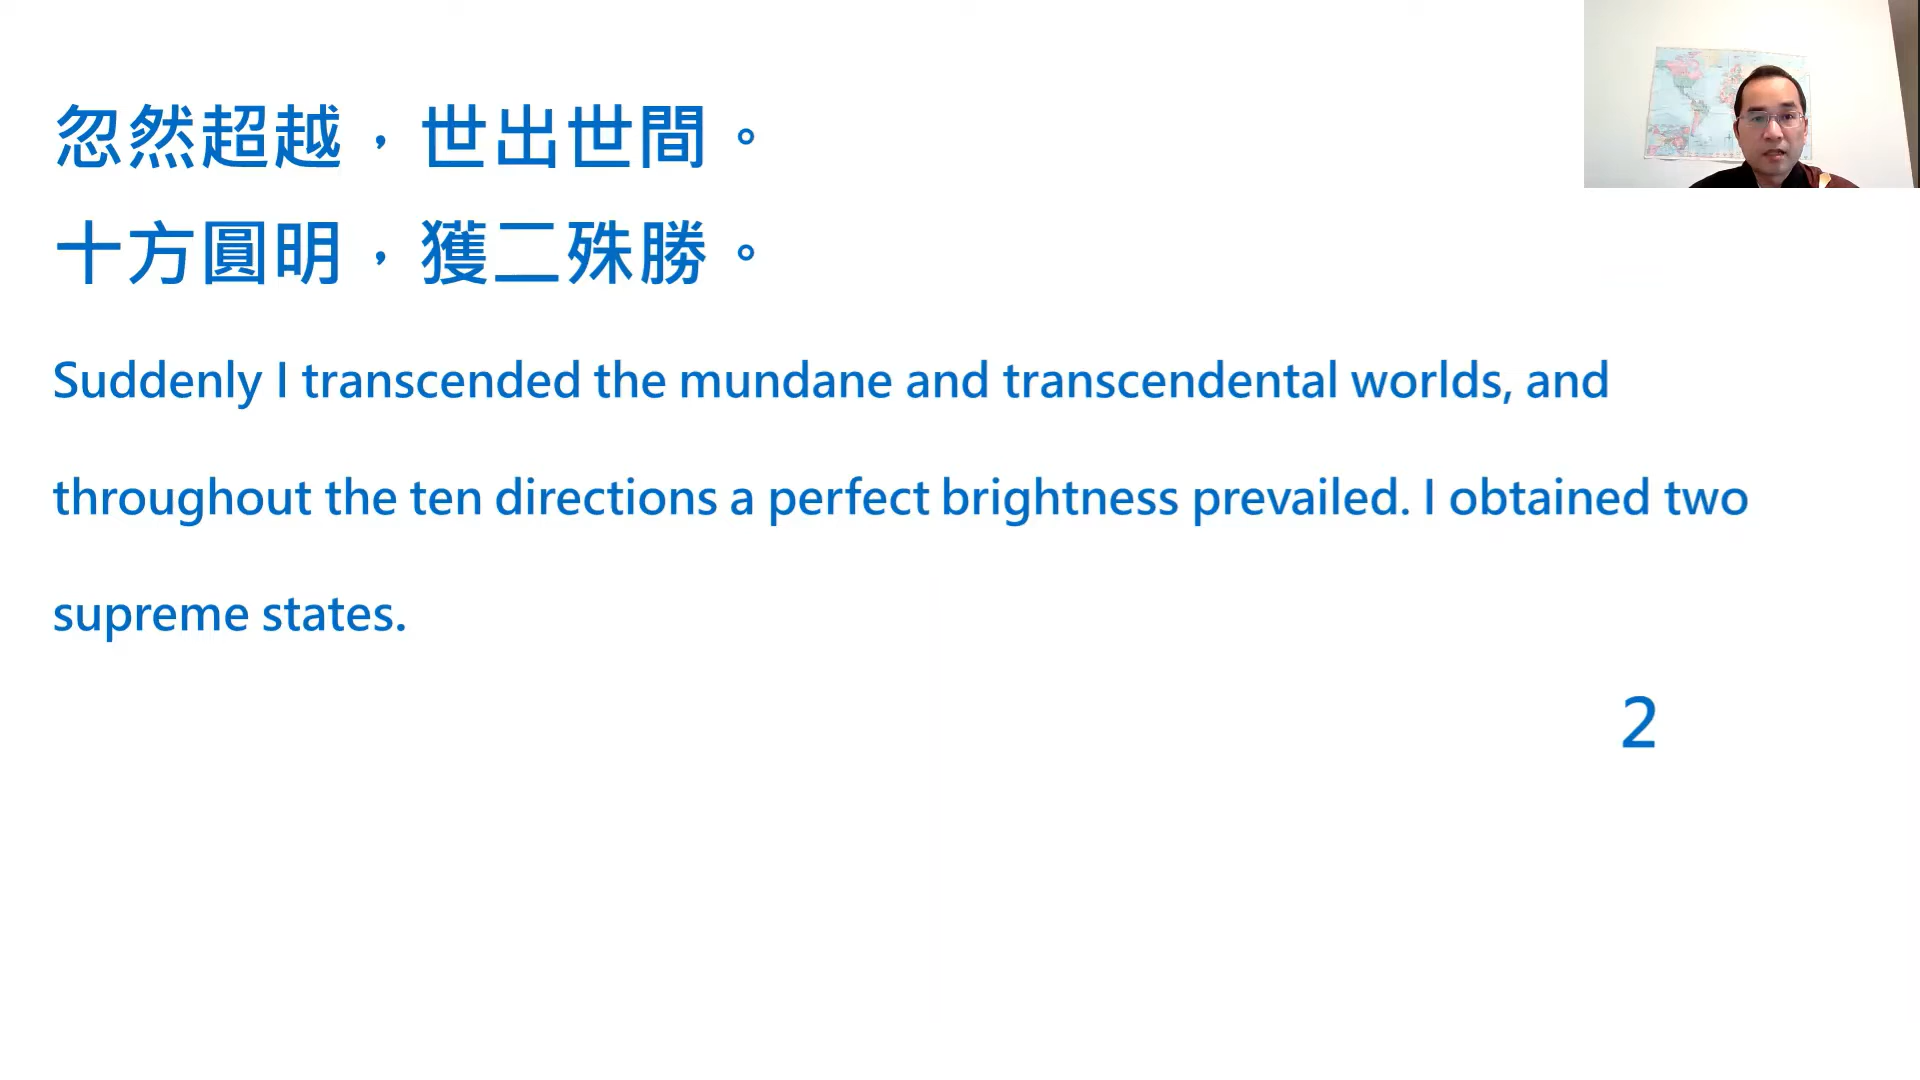 忽然超越，世出世間。
十方圓明，獲二殊勝。
Suddenly I transcended the mundane and transcendental worlds, and
throughout the ten directions a perfect brightness prevailed. I obtained two
supreme states.
2